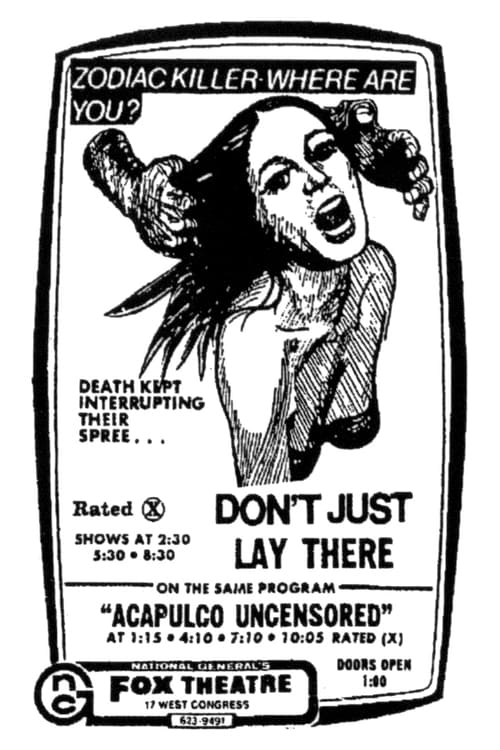 ZODIAC KILLER-WHERE ARE
YOU?
DEATH KEPT
INTERRUPTING
THEIR
SPREE...
Rated X
SHOWS AT 2:30
5:30 • 8:30
DON'T JUST
LAY THERE
ON THE SAME PROGRAM
"ACAPULCO UNCENSORED"
AT 1:15 • 4:10 • 7:10 • 10:05 RATED (X)
DOORS OPEN
1:00
ngc
NATIONAL GENERAL'S
FOX THEATRE
17 WEST CONGRESS
623-9491